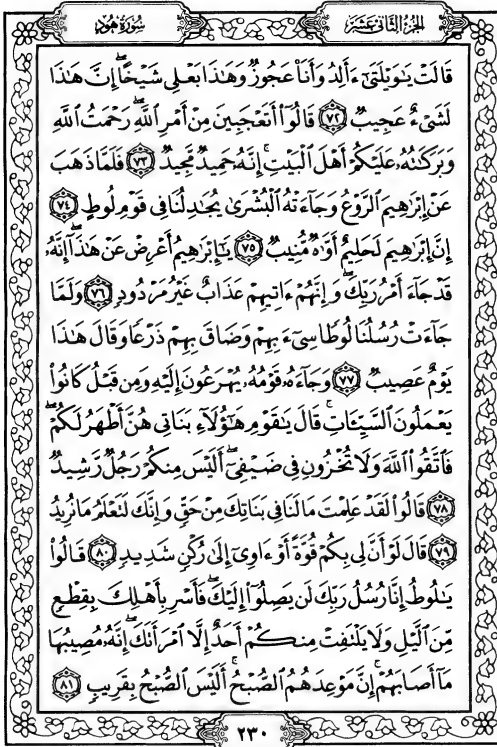 الجزء الثاني عشر
سورة هود
قَالَتْ يَٰوَيْلَتَىٰٓ ءَأَلِدُ وَأَنَا۠ عَجُوزٌ وَهَٰذَا بَعْلِى شَيْخًا ۖ إِنَّ هَٰذَا
لَشَىْءٌ عَجِيبٌ ٧٢ قَالُوٓا۟ أَتَعْجَبِينَ مِنْ أَمْرِ ٱللَّهِ ۖ رَحْمَتُ ٱللَّهِ
وَبَرَكَٰتُهُۥ عَلَيْكُمْ أَهْلَ ٱلْبَيْتِ ۚ إِنَّهُۥ حَمِيدٌ مَّجِيدٌ ٧٣ فَلَمَّا ذَهَبَ
عَنْ إِبْرَٰهِيمَ ٱلرَّوْعُ وَجَآءَتْهُ ٱلْبُشْرَىٰ يُجَٰدِلُنَا فِى قَوْمِ لُوطٍ ٧٤
إِنَّ إِبْرَٰهِيمَ لَحَلِيمٌ أَوَّٰهٌ مُّنِيبٌ ٧٥ يَٰٓإِبْرَٰهِيمُ أَعْرِضْ عَنْ هَٰذَآ ۖ إِنَّهُۥ
قَدْ جَآءَ أَمْرُ رَبِّكَ ۖ وَإِنَّهُمْ ءَاتِيهِمْ عَذَابٌ غَيْرُ مَرْدُودٍ ٧٦ وَلَمَّا
جَآءَتْ رُسُلُنَا لُوطًا سِىٓءَ بِهِمْ وَضَاقَ بِهِمْ ذَرْعًا وَقَالَ هَٰذَا
يَوْمٌ عَصِيبٌ ٧٧ وَجَآءَهُۥ قَوْمُهُۥ يُهْرَعُونَ إِلَيْهِ وَمِن قَبْلُ كَانُوا۟
يَعْمَلُونَ ٱلسَّيِّـَٔاتِ ۚ قَالَ يَٰقَوْمِ هَٰٓؤُلَآءِ بَنَاتِى هُنَّ أَطْهَرُ لَكُمْ ۖ
فَٱتَّقُوا۟ ٱللَّهَ وَلَا تُخْزُونِ فِى ضَيْفِىٓ ۖ أَلَيْسَ مِنكُمْ رَجُلٌ رَّشِيدٌ
٧٨ قَالُوا۟ لَقَدْ عَلِمْتَ مَا لَنَا فِى بَنَاتِكَ مِنْ حَقٍّ وَإِنَّكَ لَتَعْلَمُ مَا نُرِيدُ
٧٩ قَالَ لَوْ أَنَّ لِى بِكُمْ قُوَّةً أَوْ ءَاوِىٓ إِلَىٰ رُكْنٍ شَدِيدٍ ٨٠ قَالُوا۟
يَٰلُوطُ إِنَّا رُسُلُ رَبِّكَ لَن يَصِلُوٓا۟ إِلَيْكَ ۖ فَأَسْرِ بِأَهْلِكَ بِقِطْعٍ
مِّنَ ٱلَّيْلِ وَلَا يَلْتَفِتْ مِنكُمْ أَحَدٌ إِلَّا ٱمْرَأَتَكَ ۖ إِنَّهُۥ مُصِيبُهَا
مَآ أَصَابَهُمْ ۚ إِنَّ مَوْعِدَهُمُ ٱلصُّبْحُ ۚ أَلَيْسَ ٱلصُّبْحُ بِقَرِيبٍ ٨١
٢٣٠